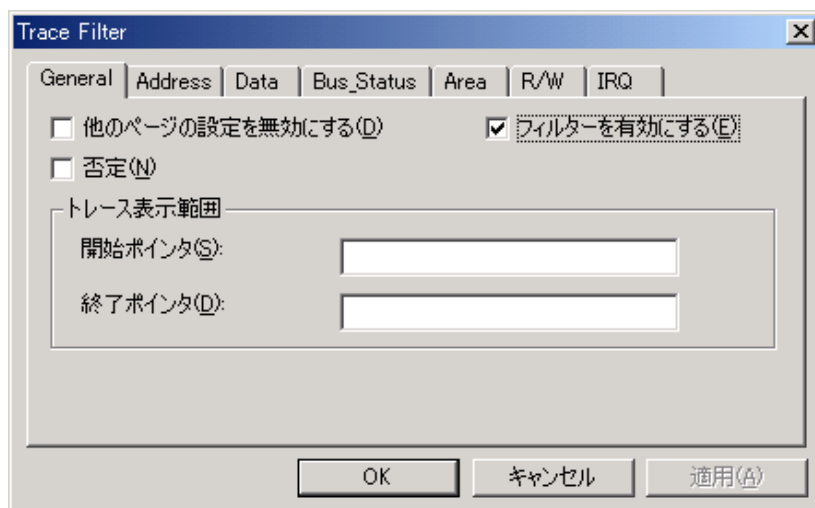 Trace Filter
General Address Data Bus_Status Area R/W IRQ
他のページの設定を無効にする(D) フィルターを有効にする(E)
否定(N)
トレース表示範囲
開始ポインタ(S):
終了ポインタ(D):
OK キャンセル 適用(A)